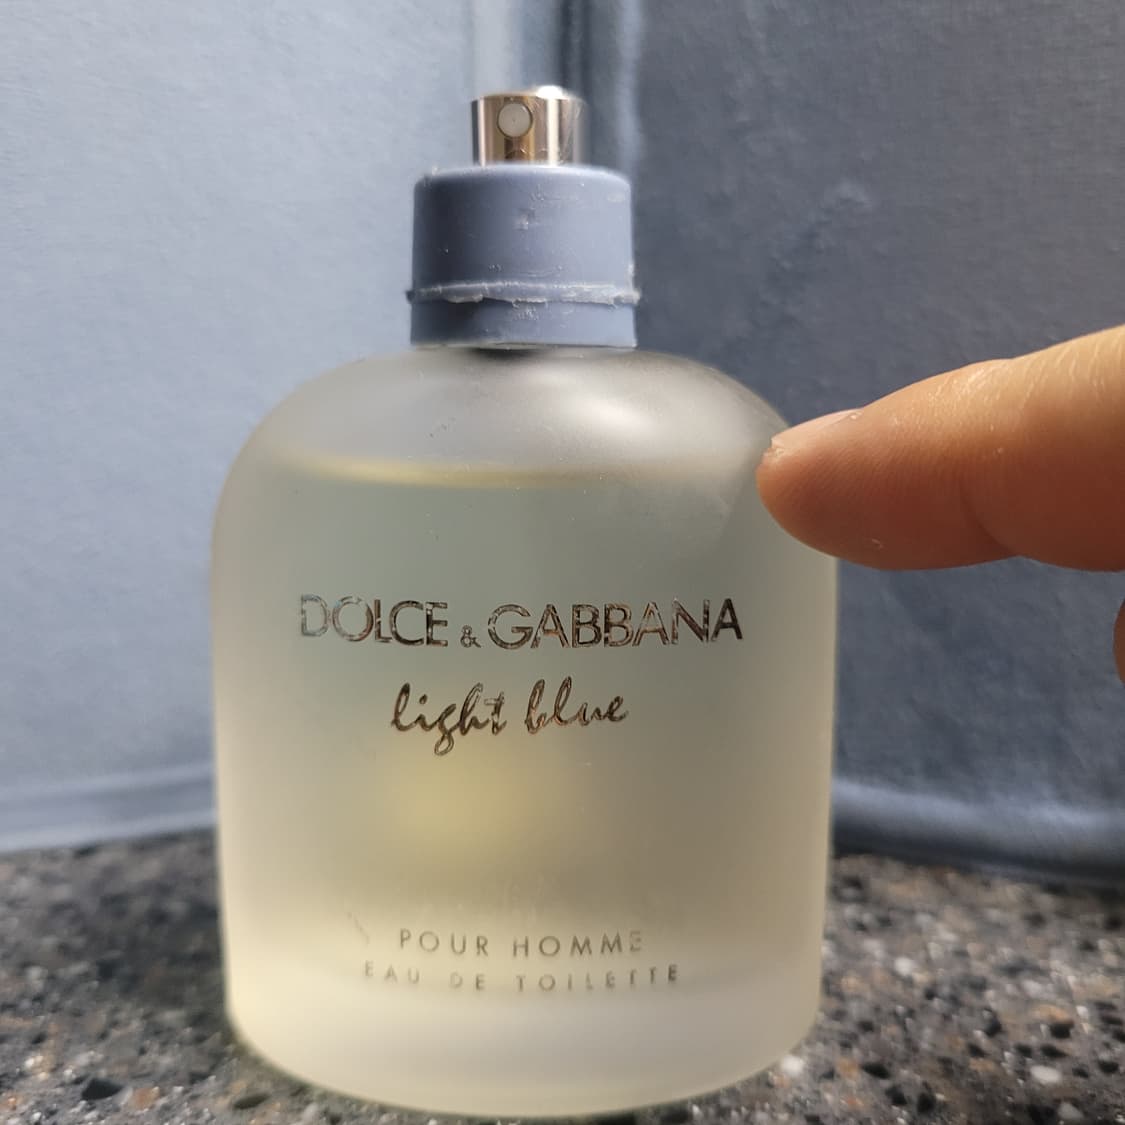 DOLCE & GABBANA
light blue
POUR HOMME
EAU DE TOILETTE